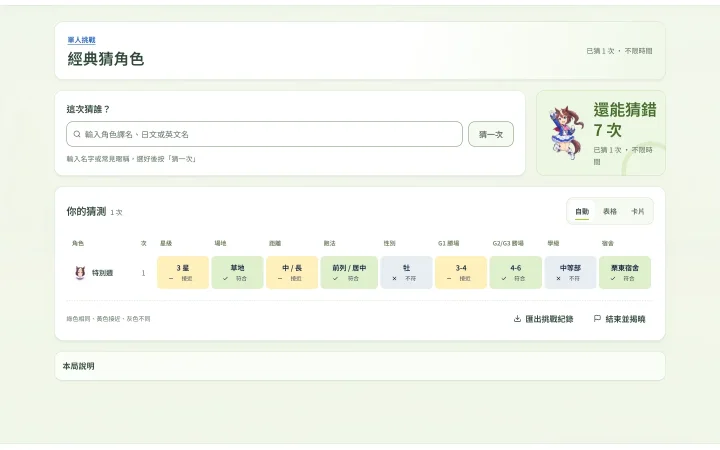 單人挑戰
經典猜角色
已猜 1 次 · 不限時間
這次猜誰？
輸入角色譯名、日文或英文名
猜一次
輸入名字或常見暱稱，選好後按「猜一次」
還能猜錯
7 次
已猜 1 次 · 不限時
間
你的猜測 1 次
自動 表格 卡片
角色 次 星級 場地 距離 跑法 性別 G1 勝場 G2/G3 勝場 學級 宿舍
特別週 1 3 星 草地 中 / 長 前列 / 居中 牡 3-4 4-6 中等部 栗東宿舍
~ 接近 ✓ 符合 ~ 接近 ✓ 符合 × 不符 ~ 接近 ✓ 符合 × 不符 ✓ 符合
綠色相同，黃色接近，灰色不同
匯出挑戰紀錄 結束並揭曉
本局說明